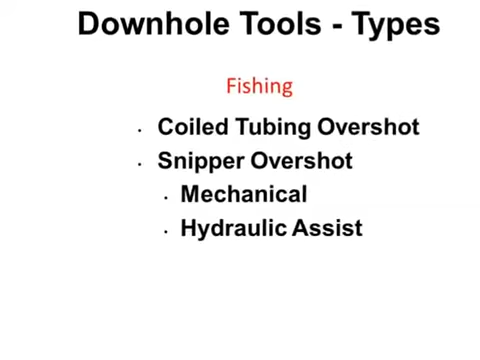 Downhole Tools - Types
Fishing
· Coiled Tubing Overshot
· Snipper Overshot
· Mechanical
· Hydraulic Assist